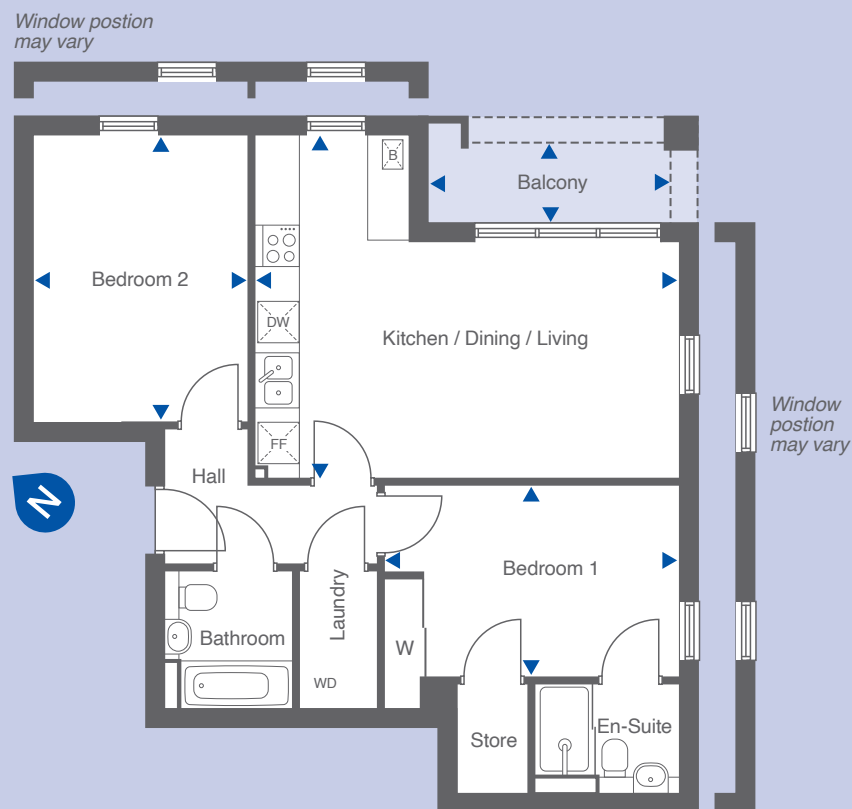 Window postion
may vary
B
Balcony
Bedroom 2
DW
Kitchen / Dining / Living
Window
postion
may vary
FF
Hall
N
Bedroom 1
Laundry
Bathroom
W
WD
En-Suite
Store